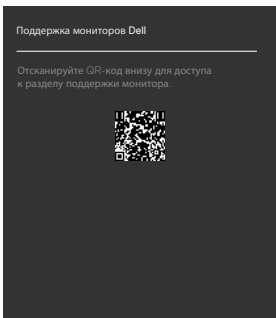 Поддержка мониторов Dell
Отсканируйте QR-код внизу для доступа
к разделу поддержки монитора.